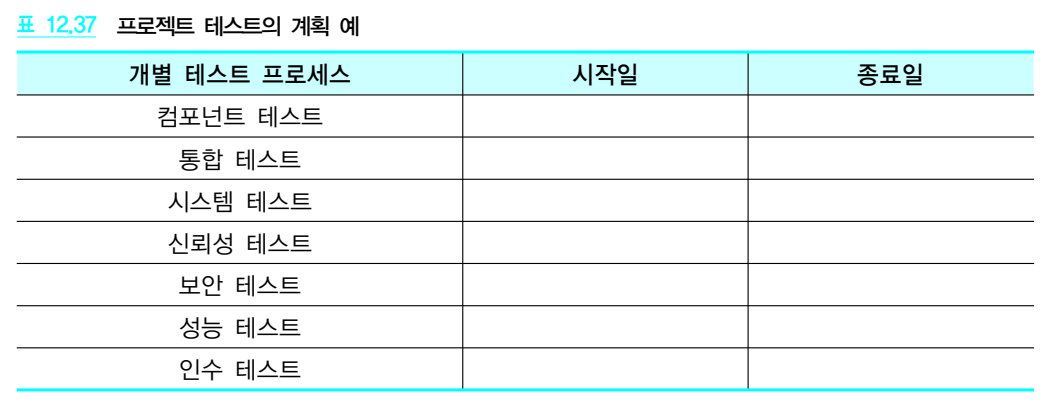 표 12.37 프로젝트 테스트의 계획 예
개별 테스트 프로세스 시작일 종료일
컴포넌트 테스트
통합 테스트
시스템 테스트
신뢰성 테스트
보안 테스트
성능 테스트
인수 테스트